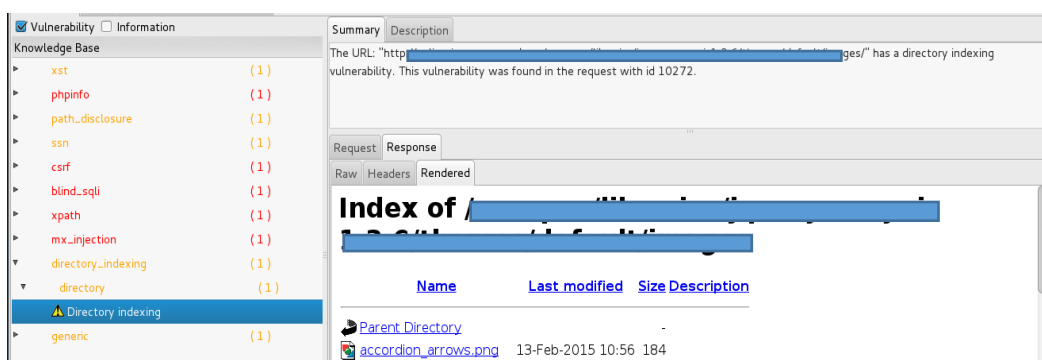 Vulnerability Information
Knowledge Base
xst (1)
phpinfo (1)
path_disclosure (1)
ssn (1)
csrf (1)
blind_sqli (1)
xpath (1)
mx_injection (1)
directory_indexing (1)
directory (1)
Directory indexing
generic (1)
Summary Description
The URL: "http ges/" has a directory indexing
vulnerability. This vulnerability was found in the request with id 10272.
Request Response
Raw Headers Rendered
Index of /
Name Last modified Size Description
Parent Directory -
accordion_arrows.png 13-Feb-2015 10:56 184